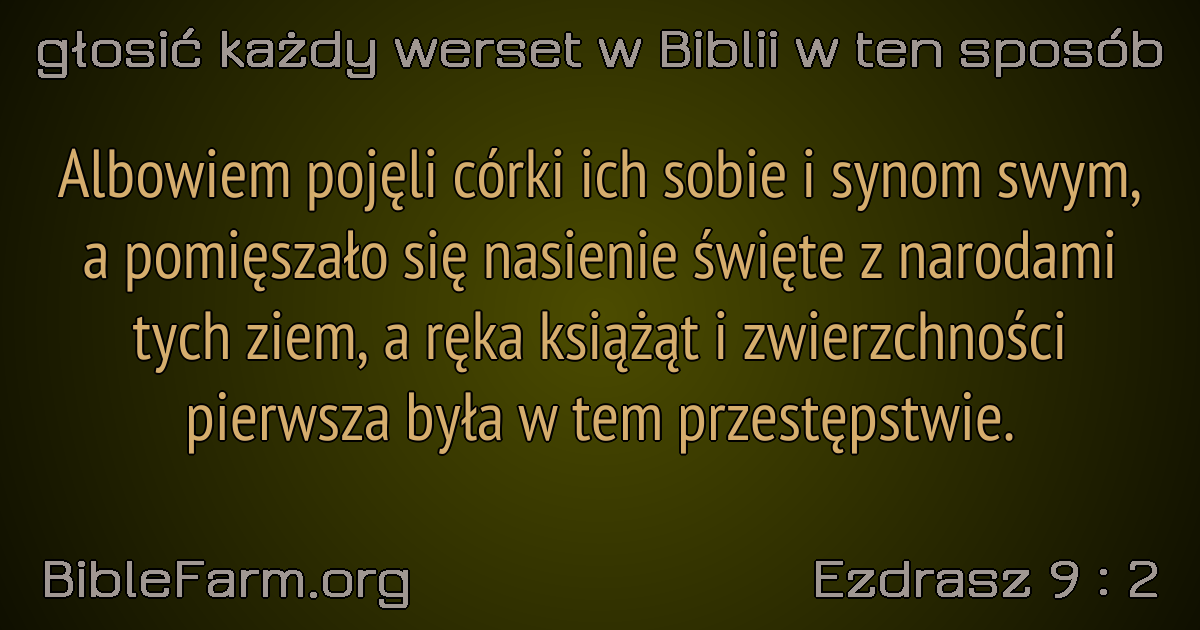 głosić każdy werset w Biblii w ten sposób
Albowiem pojęli córki ich sobie i synom swym,
a pomięszało się nasienie święte z narodami
tych ziem, a ręka książąt i zwierzchności
pierwsza była w tem przestępstwie.
BibleFarm.org
Ezdrasz 9 : 2